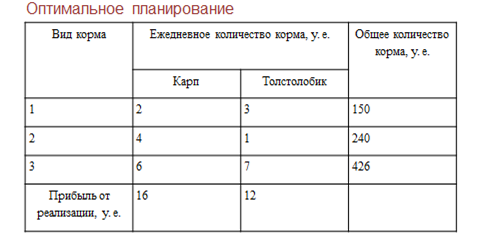 Оптимальное планирование
Вид корма
Ежедневное количество корма, у. е.
Общее количество
корма, у. е.
Карп
Толстолобик
1 2 3 150
2 4 1 240
3 6 7 426
Прибыль от
реализации, у. е.
16 12